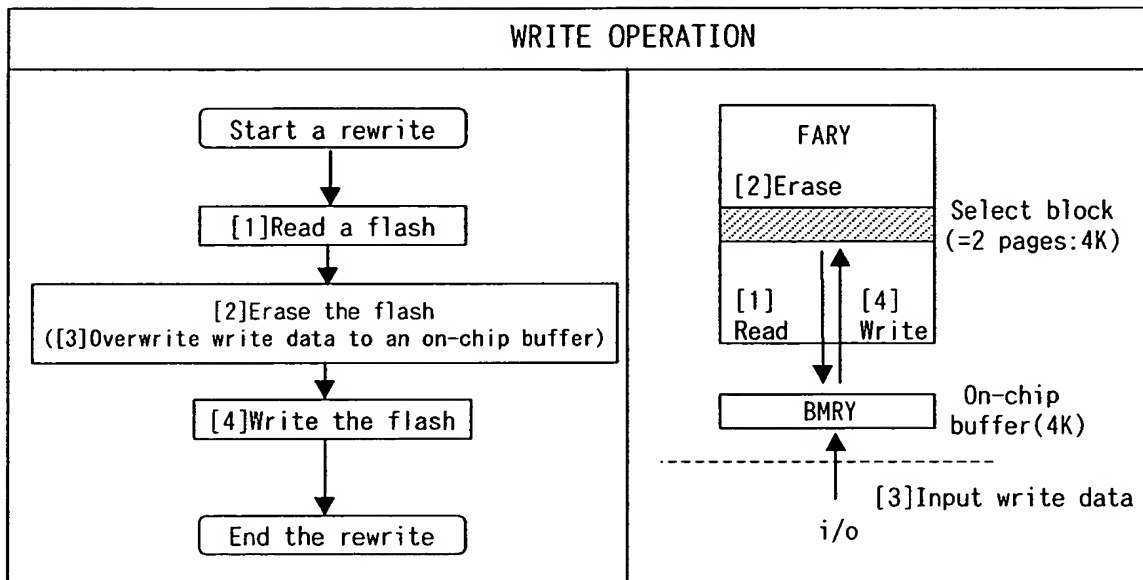 WRITE OPERATION
Start a rewrite
[1]Read a flash
[2]Erase the flash
([3]Overwrite write data to an on-chip buffer)
[4]Write the flash
End the rewrite
FARY
[2]Erase
Select block
(=2 pages:4K)
[1]
Read
[4]
Write
BMRY
On-chip
buffer(4K)
[3]Input write data
i/o